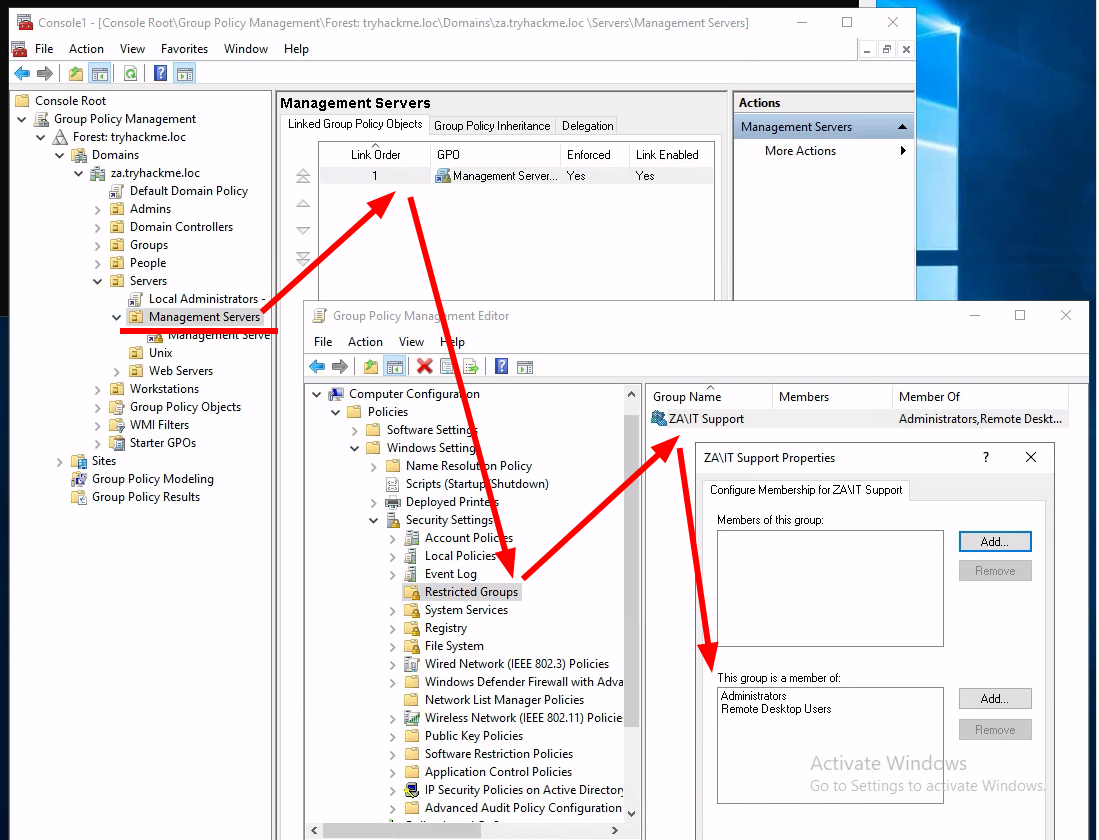 Console1 - [Console Root\Group Policy Management\Forest: tryhackme.loc\Domains\za.tryhackme.loc \Servers\Management Servers]
File Action View Favorites Window Help
Console Root
Group Policy Management
Forest: tryhackme.loc
Domains
za.tryhackme.loc
Default Domain Policy
Admins
Domain Controllers
Groups
People
Servers
Local Administrators -
Management Servers
Management Serve
Unix
Web Servers
Workstations
Group Policy Objects
WMI Filters
Starter GPOs
Sites
Group Policy Modeling
Group Policy Results
Management Servers
Linked Group Policy Objects Group Policy Inheritance Delegation
Link Order GPO Enforced Link Enabled
1 Management Server... Yes Yes
Actions
Management Servers
More Actions
Group Policy Management Editor
File Action View Help
Computer Configuration
Policies
Software Settings
Windows Setting
Name Resolution Policy
Scripts (Startup/Shutdown)
Deployed Printers
Security Settings
Account Policies
Local Policies
Event Log
Restricted Groups
System Services
Registry
File System
Wired Network (IEEE 802.3) Policies
Windows Defender Firewall with Adva
Network List Manager Policies
Wireless Network (IEEE 802.11) Policie
Public Key Policies
Software Restriction Policies
Application Control Policies
IP Security Policies on Active Director
Advanced Audit Policy Configuration
Group Name Members Member Of
ZA\IT Support Administrators,Remote Deskt...
ZA\IT Support Properties ?
Configure Membership for ZA\IT Support
Members of this group:
Add...
Remove
This group is a member of:
Administrators
Remote Desktop Users
Add...
Remove
Activate Windows
Go to Settings to activate Windows.